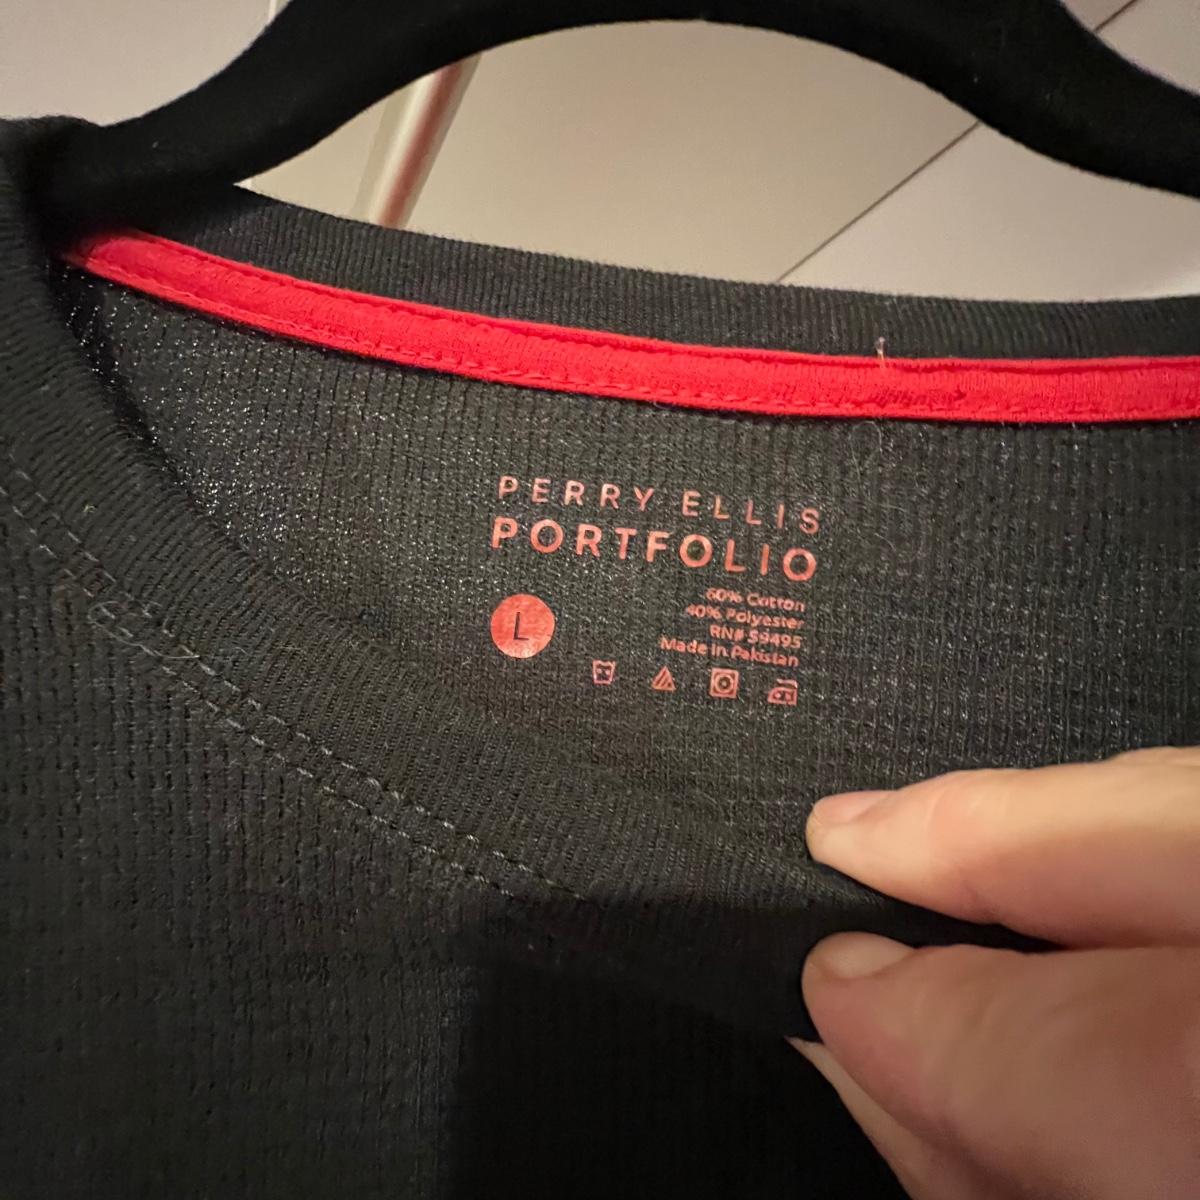 PERRY ELLIS
PORTFOLIO
L
60% Cotton
40% Polyester
RN# 59495
Made in Pakistan